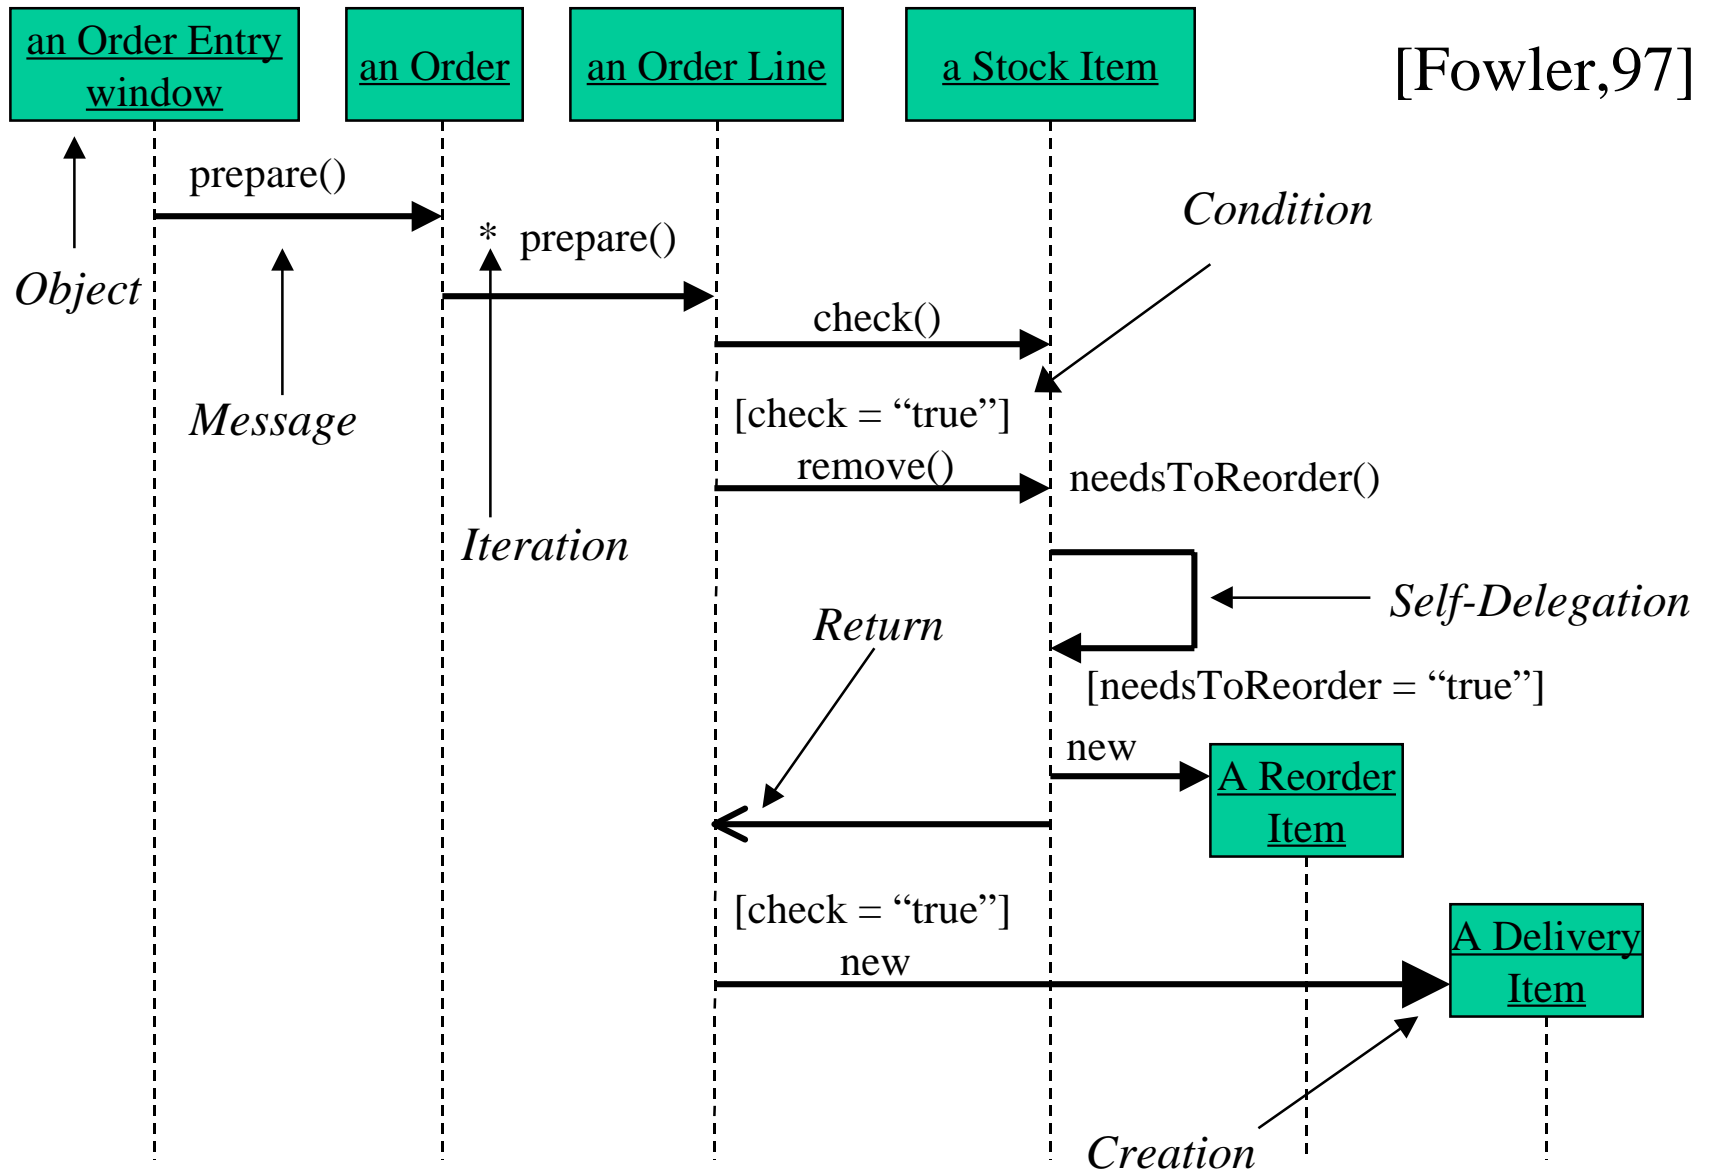 an Order Entry
window
an Order
an Order Line
a Stock Item
[Fowler,97]
prepare()
Condition
* prepare()
Object
check()
Message
[check = “true”]
remove()
needsToReorder()
Iteration
Self-Delegation
Return
[needsToReorder = “true”]
new
A Reorder
Item
[check = “true”]
new
A Delivery
Item
Creation